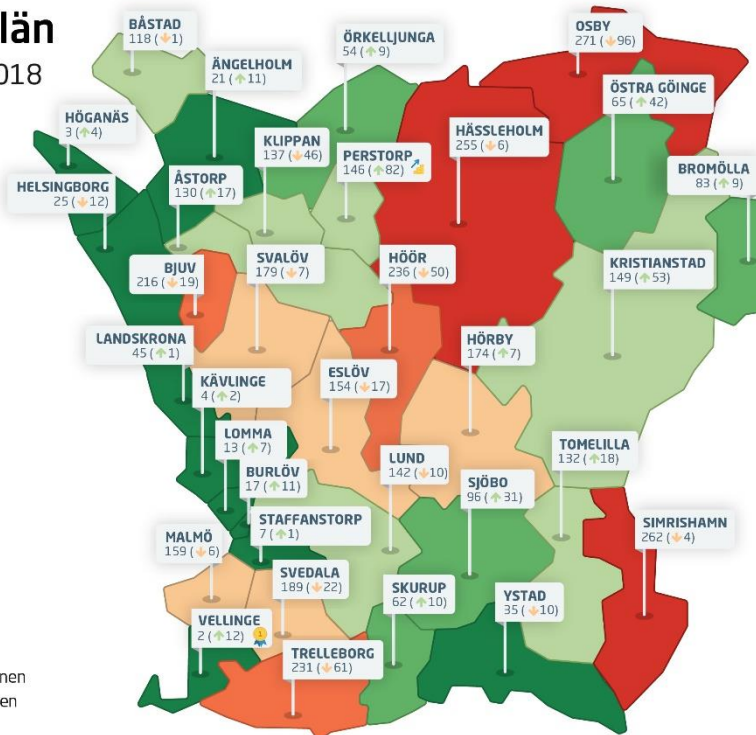 län
018
BÅSTAD
118 (↓1)
ÖRKELLJUNGA
54 (↑9)
OSBY
271 (↓96)
ÄNGELHOLM
21 (↑11)
ÖSTRA GÖINGE
65 (↑42)
HÖGANÄS
3 (↑4)
KLIPPAN
137 (↓46)
HÄSSLEHOLM
255 (↓6)
PERSTORP
146 (↑82)
BROMÖLLA
83 (↑9)
HELSINGBORG
25 (↓12)
ÅSTORP
130 (↑17)
BJUV
216 (↓19)
SVALÖV
179 (↓7)
HÖÖR
236 (↓50)
KRISTIANSTAD
149 (↑53)
LANDSKRONA
45 (↑1)
HÖRBY
174 (↑7)
KÄVLINGE
4 (↑2)
ESLÖV
154 (↓17)
LOMMA
13 (↑7)
TOMELILLA
132 (↑18)
LUND
142 (↓10)
BURLÖV
17 (↑11)
SJÖBO
96 (↑31)
STAFFANSTORP
7 (↑1)
SIMRISHAMN
262 (↓4)
MALMÖ
159 (↓6)
SVEDALA
189 (↓22)
SKURUP
62 (↑10)
YSTAD
35 (↓10)
VELLINGE
2 (↑12) 1
TRELLEBORG
231 (↓61)
nen
en